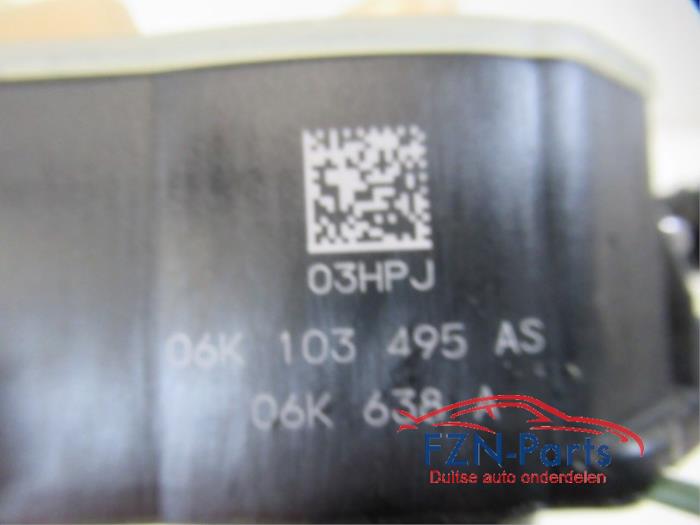 03HPJ
06K 103 495 AS
06K 638 A
FZN-Parts
Duitse auto onderdelen